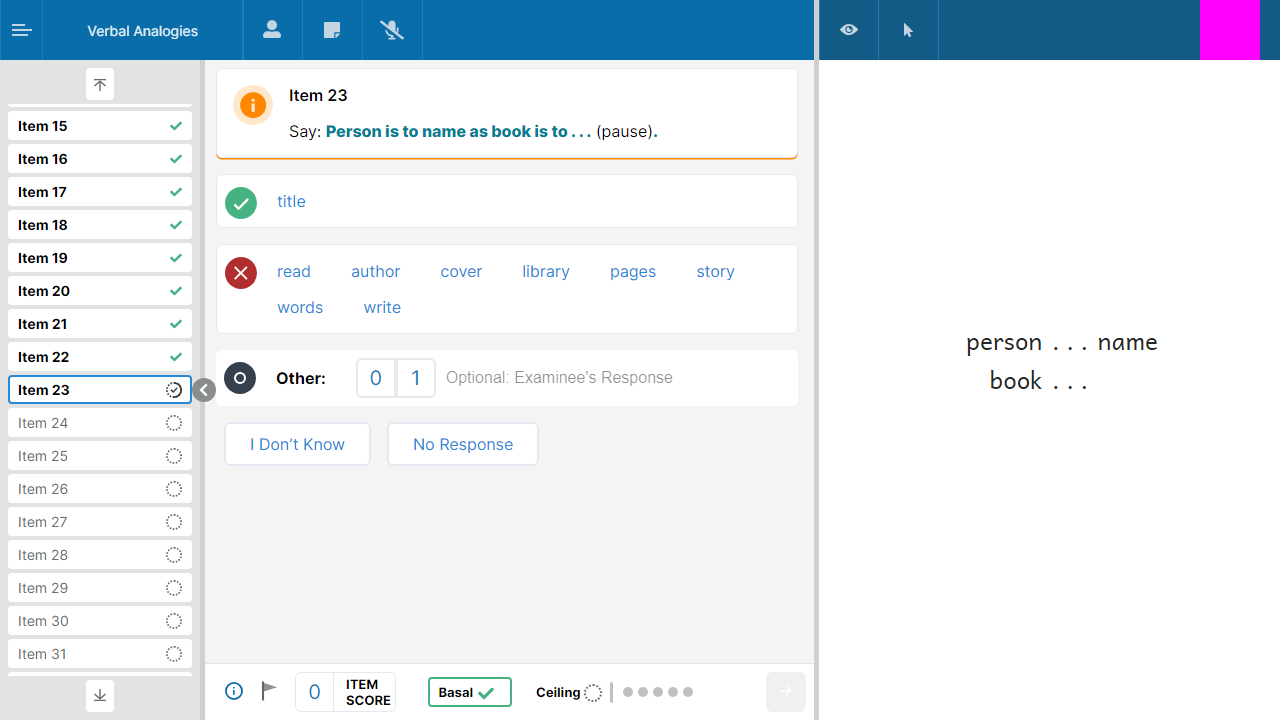 Verbal Analogies
Item 15
Item 16
Item 17
Item 18
Item 19
Item 20
Item 21
Item 22
Item 23
Item 24
Item 25
Item 26
Item 27
Item 28
Item 29
Item 30
Item 31
Item 23
Say: Person is to name as book is to . . . (pause).
title
read author cover library pages story
words write
Other: 0 1 Optional: Examinee's Response
I Don’t Know No Response
0 ITEM SCORE Basal Ceiling
person . . . name
book . . .